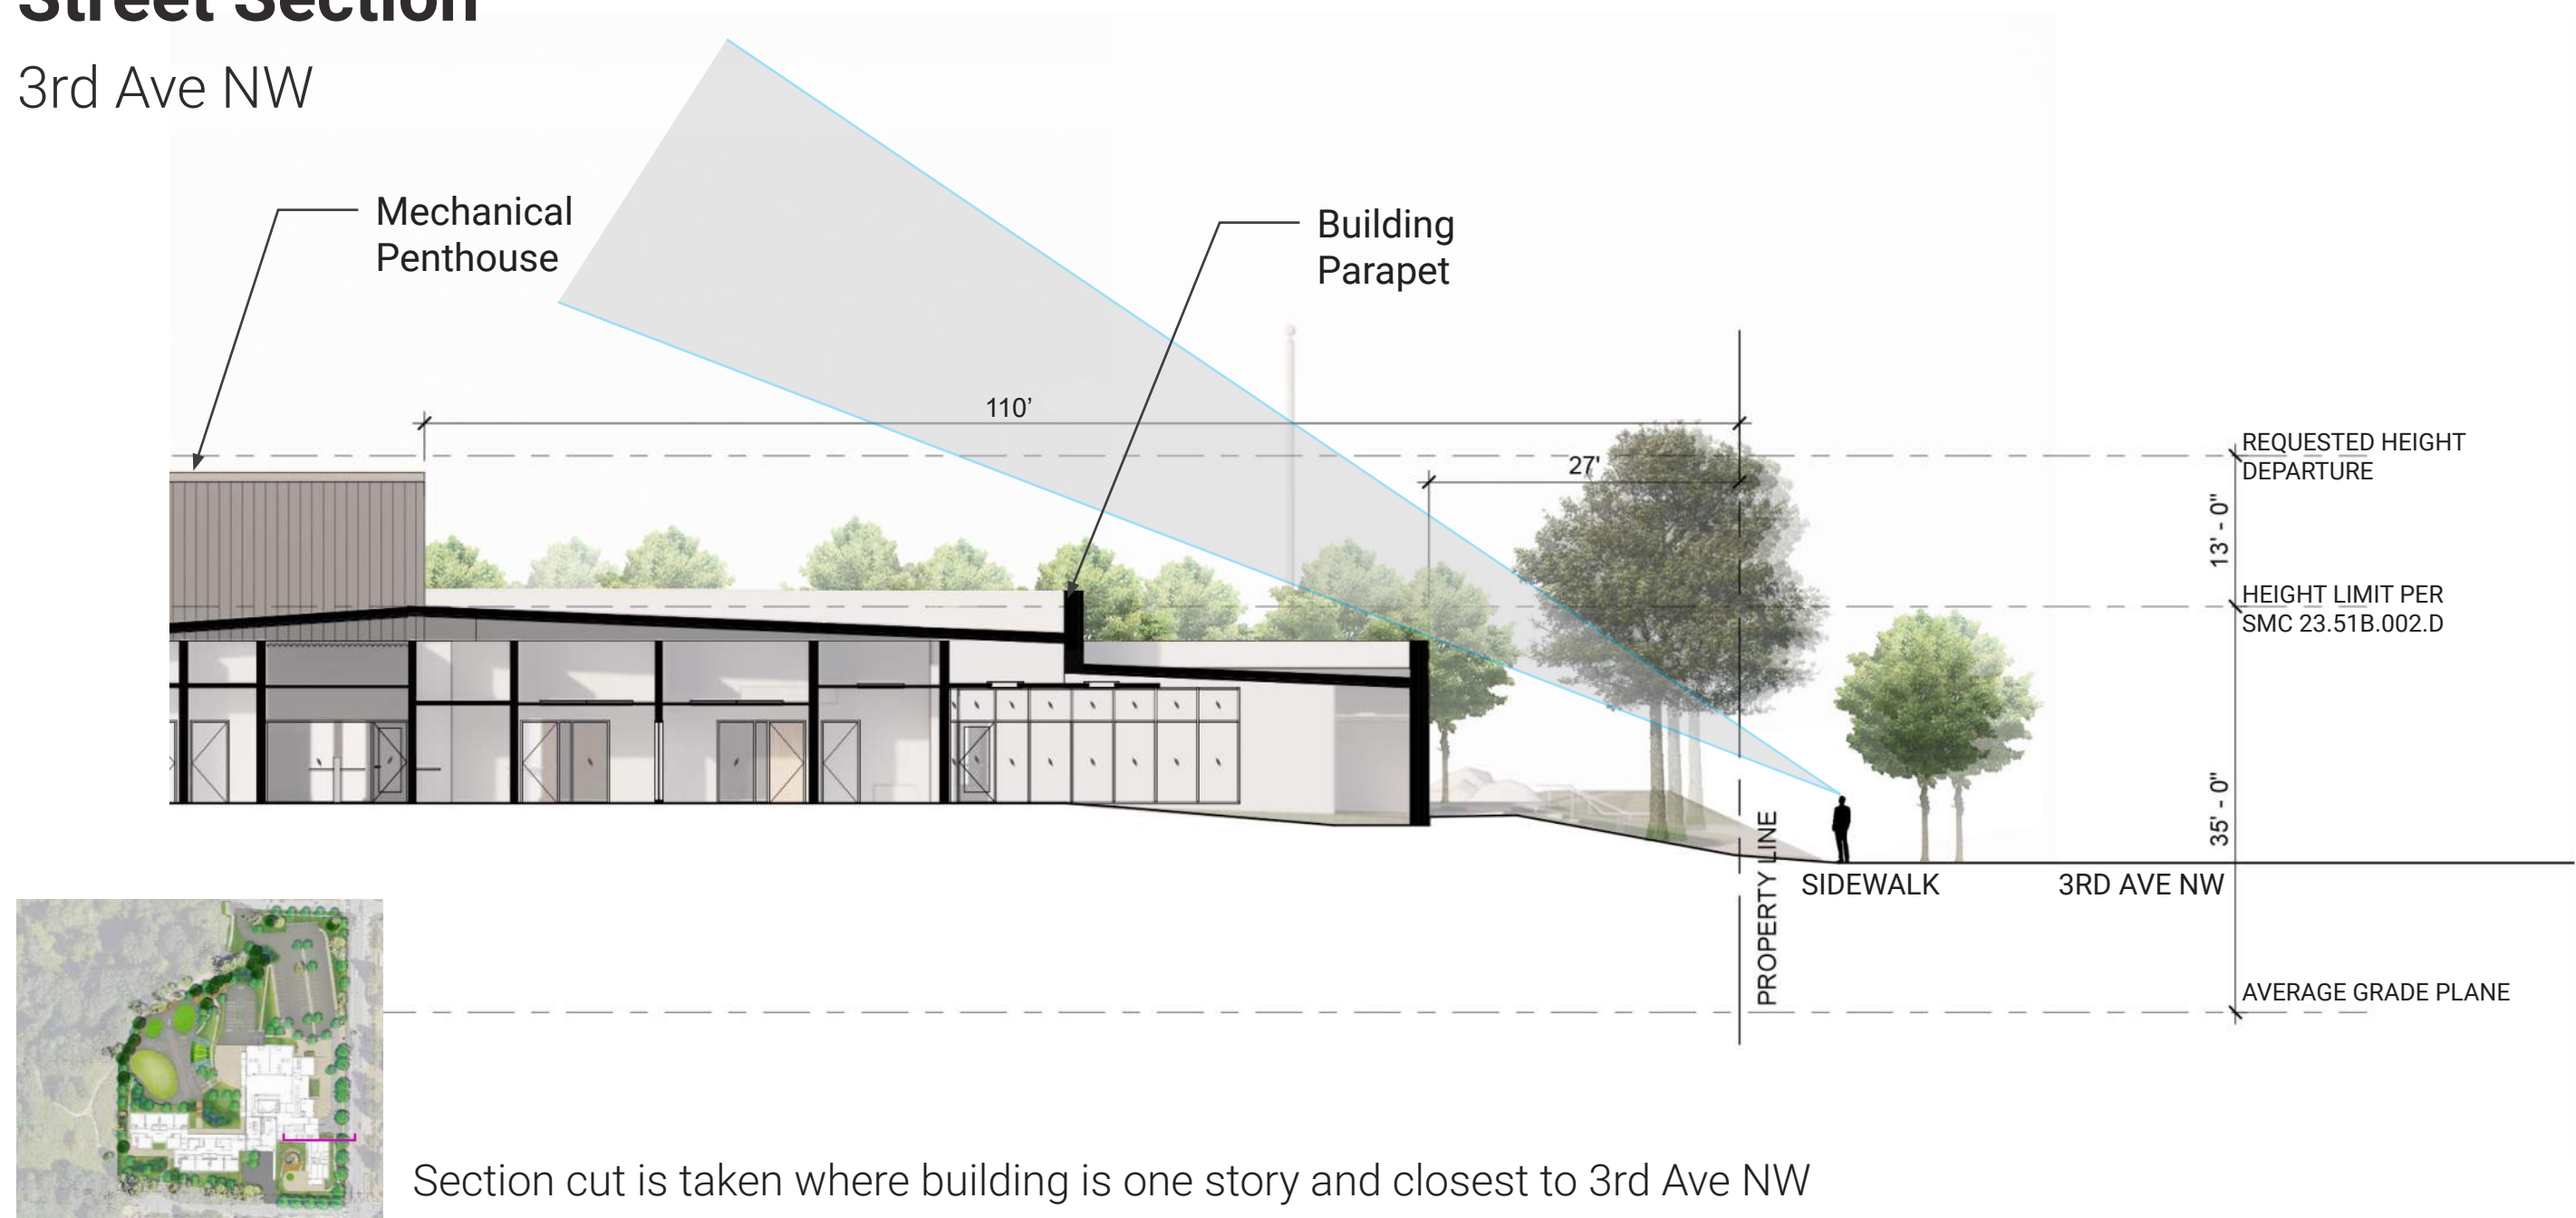 Street Section
3rd Ave NW
Mechanical
Penthouse
Building
Parapet
110'
27'
REQUESTED HEIGHT
DEPARTURE
13' - 0"
HEIGHT LIMIT PER
SMC 23.51B.002.D
35' - 0"
PROPERTY LINE
SIDEWALK
3RD AVE NW
AVERAGE GRADE PLANE
Section cut is taken where building is one story and closest to 3rd Ave NW